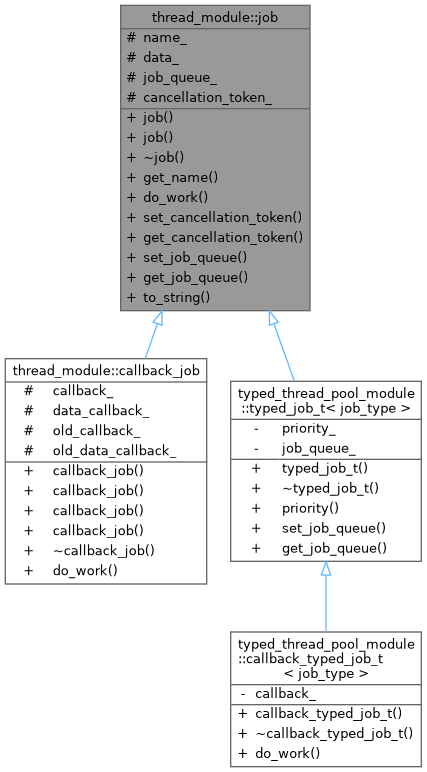 thread_module::job
# name_
# data_
# job_queue_
# cancellation_token_
+ job()
+ job()
+ ~job()
+ get_name()
+ do_work()
+ set_cancellation_token()
+ get_cancellation_token()
+ set_job_queue()
+ get_job_queue()
+ to_string()
thread_module::callback_job
# callback_
# data_callback_
# old_callback_
# old_data_callback_
+ callback_job()
+ callback_job()
+ callback_job()
+ callback_job()
+ ~callback_job()
+ do_work()
typed_thread_pool_module
::typed_job_t< job_type >
- priority_
- job_queue_
+ typed_job_t()
+ ~typed_job_t()
+ priority()
+ set_job_queue()
+ get_job_queue()
typed_thread_pool_module
::callback_typed_job_t
< job_type >
- callback_
+ callback_typed_job_t()
+ ~callback_typed_job_t()
+ do_work()